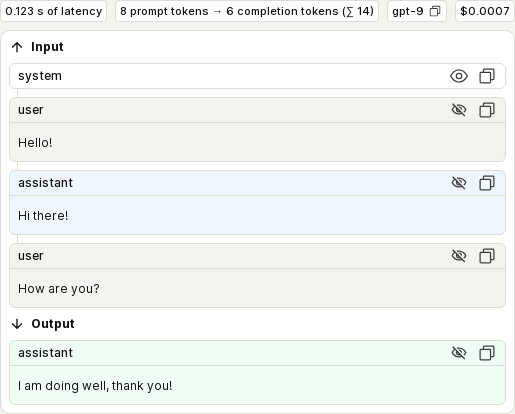 0.123 s of latency
8 prompt tokens → 6 completion tokens (∑ 14)
gpt-9
$0.0007
↑ Input
system
user
Hello!
assistant
Hi there!
user
How are you?
↓ Output
assistant
I am doing well, thank you!